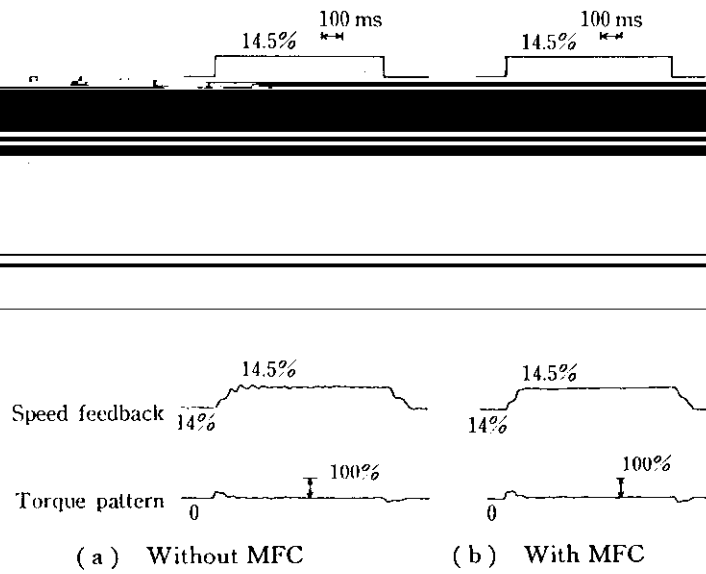 100 ms 100 ms
14.5% 14.5%
14.5% 14.5%
Speed feedback
14% 14%
100% 100%
Torque pattern
0 0
( a ) Without MFC ( b ) With MFC